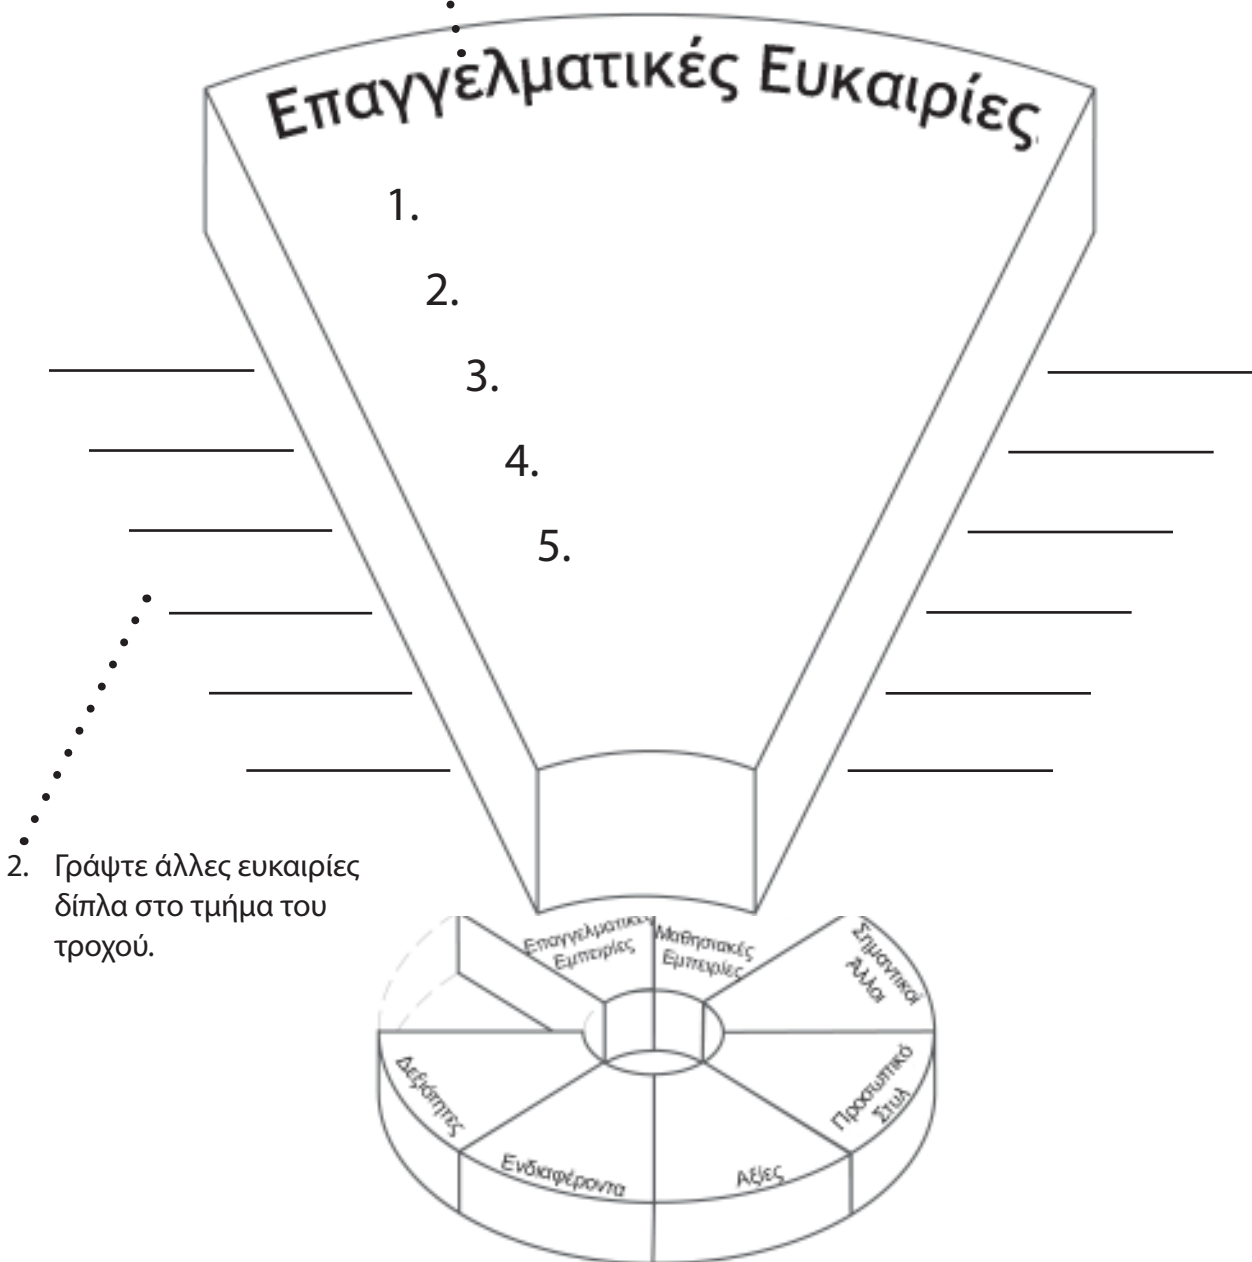 Επαγγελματικές Ευκαιρίες
1.
2.
3.
4.
5.
2. Γράψτε άλλες ευκαιρίες
δίπλα στο τμήμα του
τροχού.
Επαγγελματικές
Εμπειρίες
Μαθησιακές
Εμπειρίες
Σημαντικοί
Άλλοι
Προσωπικό
Στυλ
Αξίες
Ενδιαφέροντα
Δεξιότητες